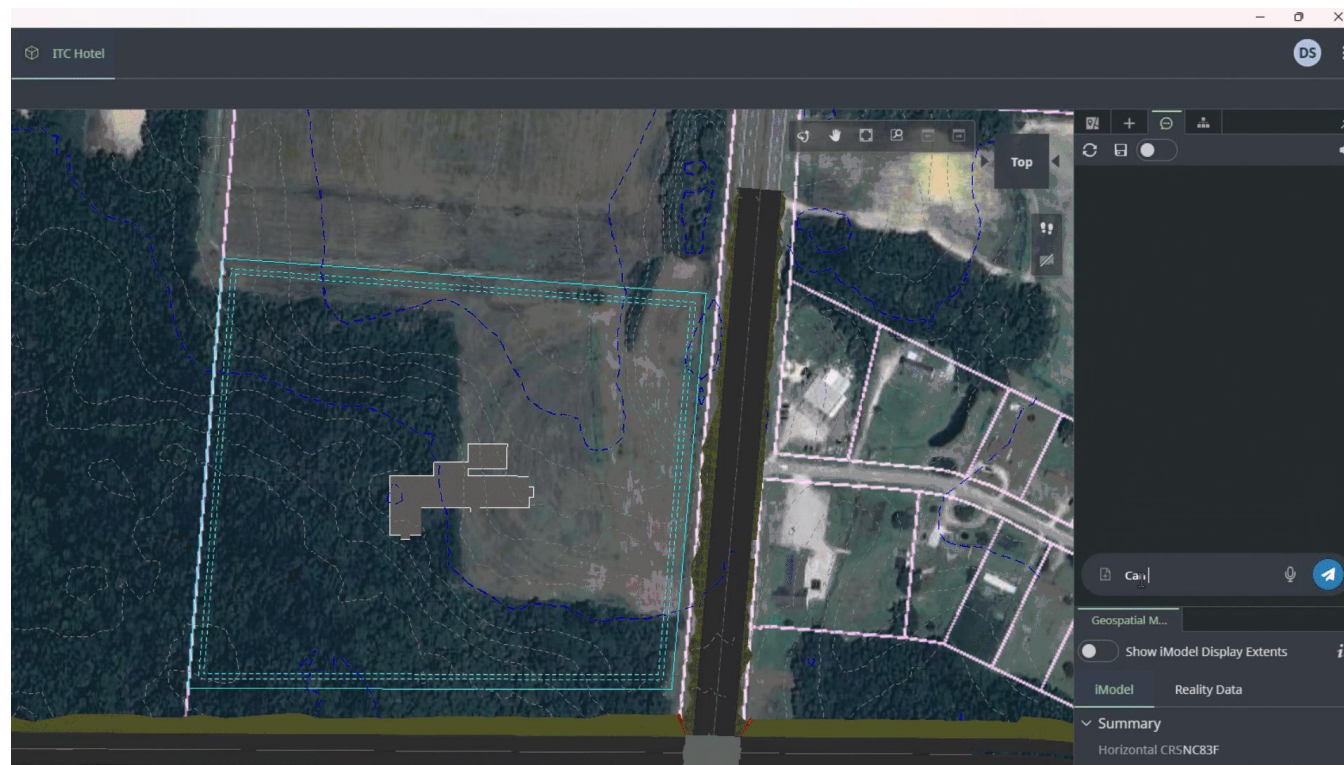 ITC Hotel
DS
Top
Can
Geospatial M...
Show iModel Display Extents
i
iModel
Reality Data
Summary
Horizontal CRSNC83F